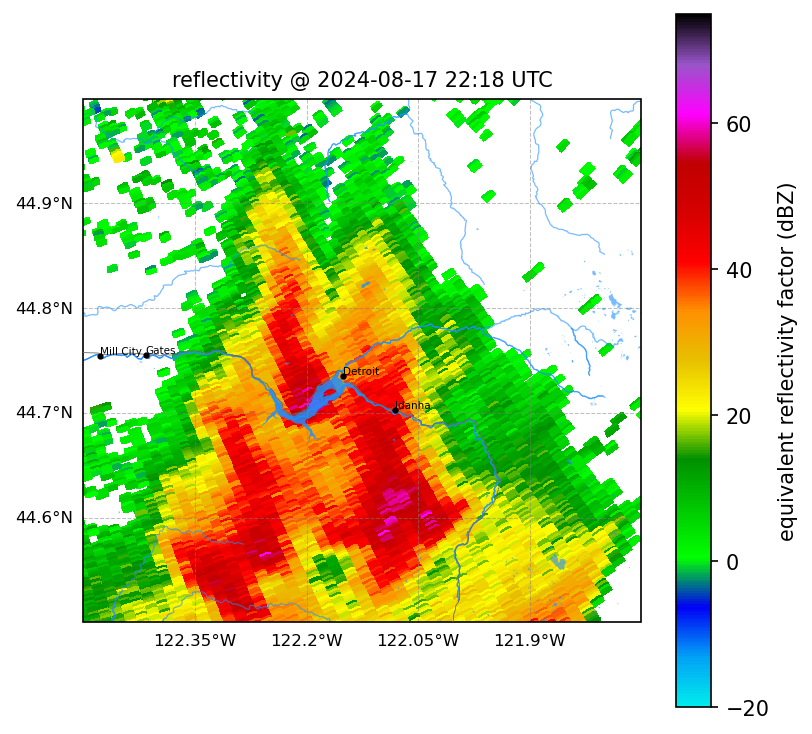 reflectivity @ 2024-08-17 22:18 UTC
60
44.9°N
44.8°N
40
Mill City Gates
Detroit
Idanha
44.7°N
20
44.6°N
0
122.35°W 122.2°W 122.05°W 121.9°W
−20
equivalent reflectivity factor (dBZ)